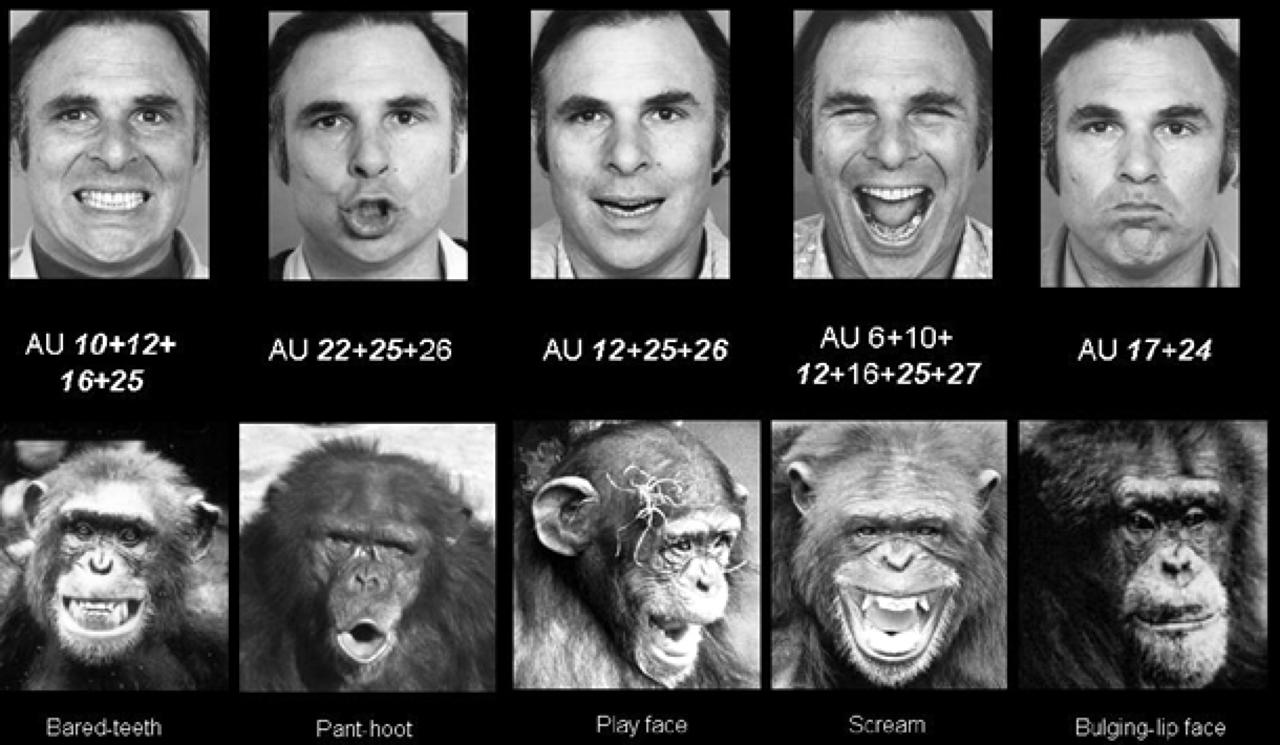 AU 10+12+
16+25
AU 22+25+26
AU 12+25+26
AU 6+10+
12+16+25+27
AU 17+24
Bared-teeth
Pant-hoot
Play face
Scream
Bulging-lip face